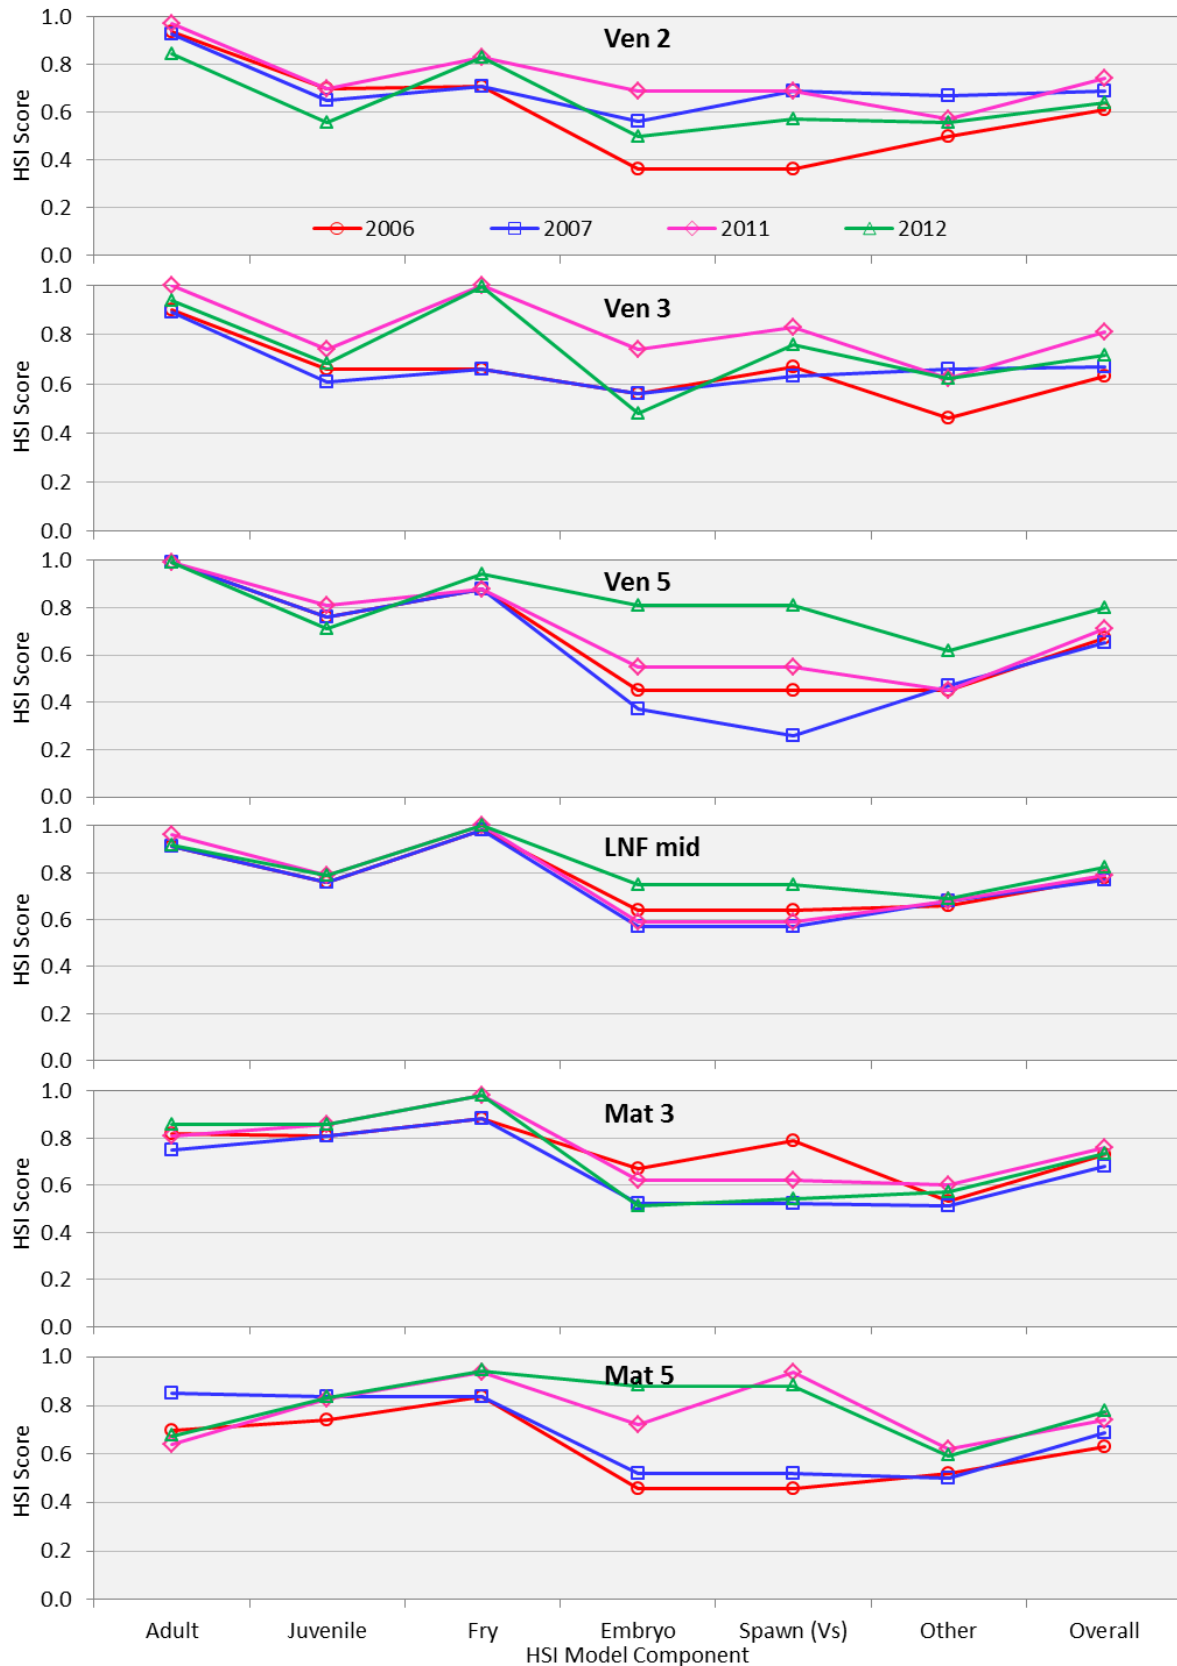 1.0
0.8
0.6
0.4
0.2
0.0
HSI Score
Ven 2
2006 2007 2011 2012
1.0
0.8
0.6
0.4
0.2
0.0
HSI Score
Ven 3
1.0
0.8
0.6
0.4
0.2
0.0
HSI Score
Ven 5
1.0
0.8
0.6
0.4
0.2
0.0
HSI Score
LNF mid
1.0
0.8
0.6
0.4
0.2
0.0
HSI Score
Mat 3
1.0
0.8
0.6
0.4
0.2
0.0
HSI Score
Mat 5
Adult Juvenile Fry Embryo Spawn (Vs) Other Overall
HSI Model Component